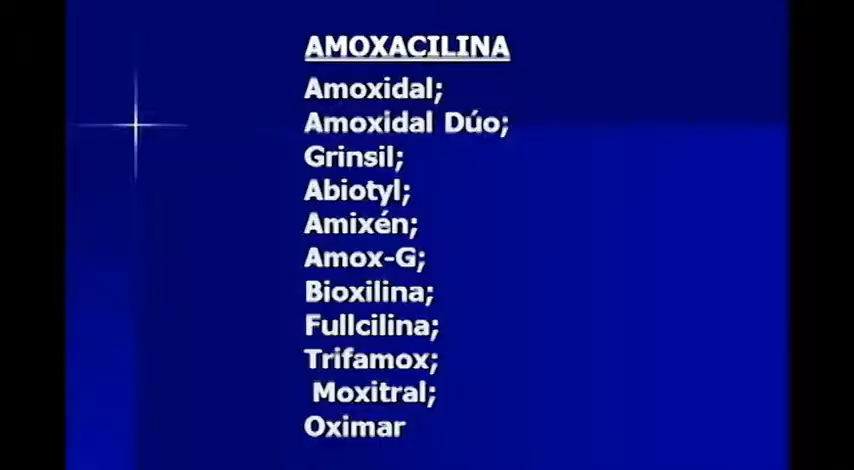 AMOXACILINA
Amoxidal;
Amoxidal Dúo;
Grinsil;
Abiotyl;
Amixén;
Amox-G;
Bioxilina;
Fullcilina;
Trifamox;
Moxitral;
Oximar